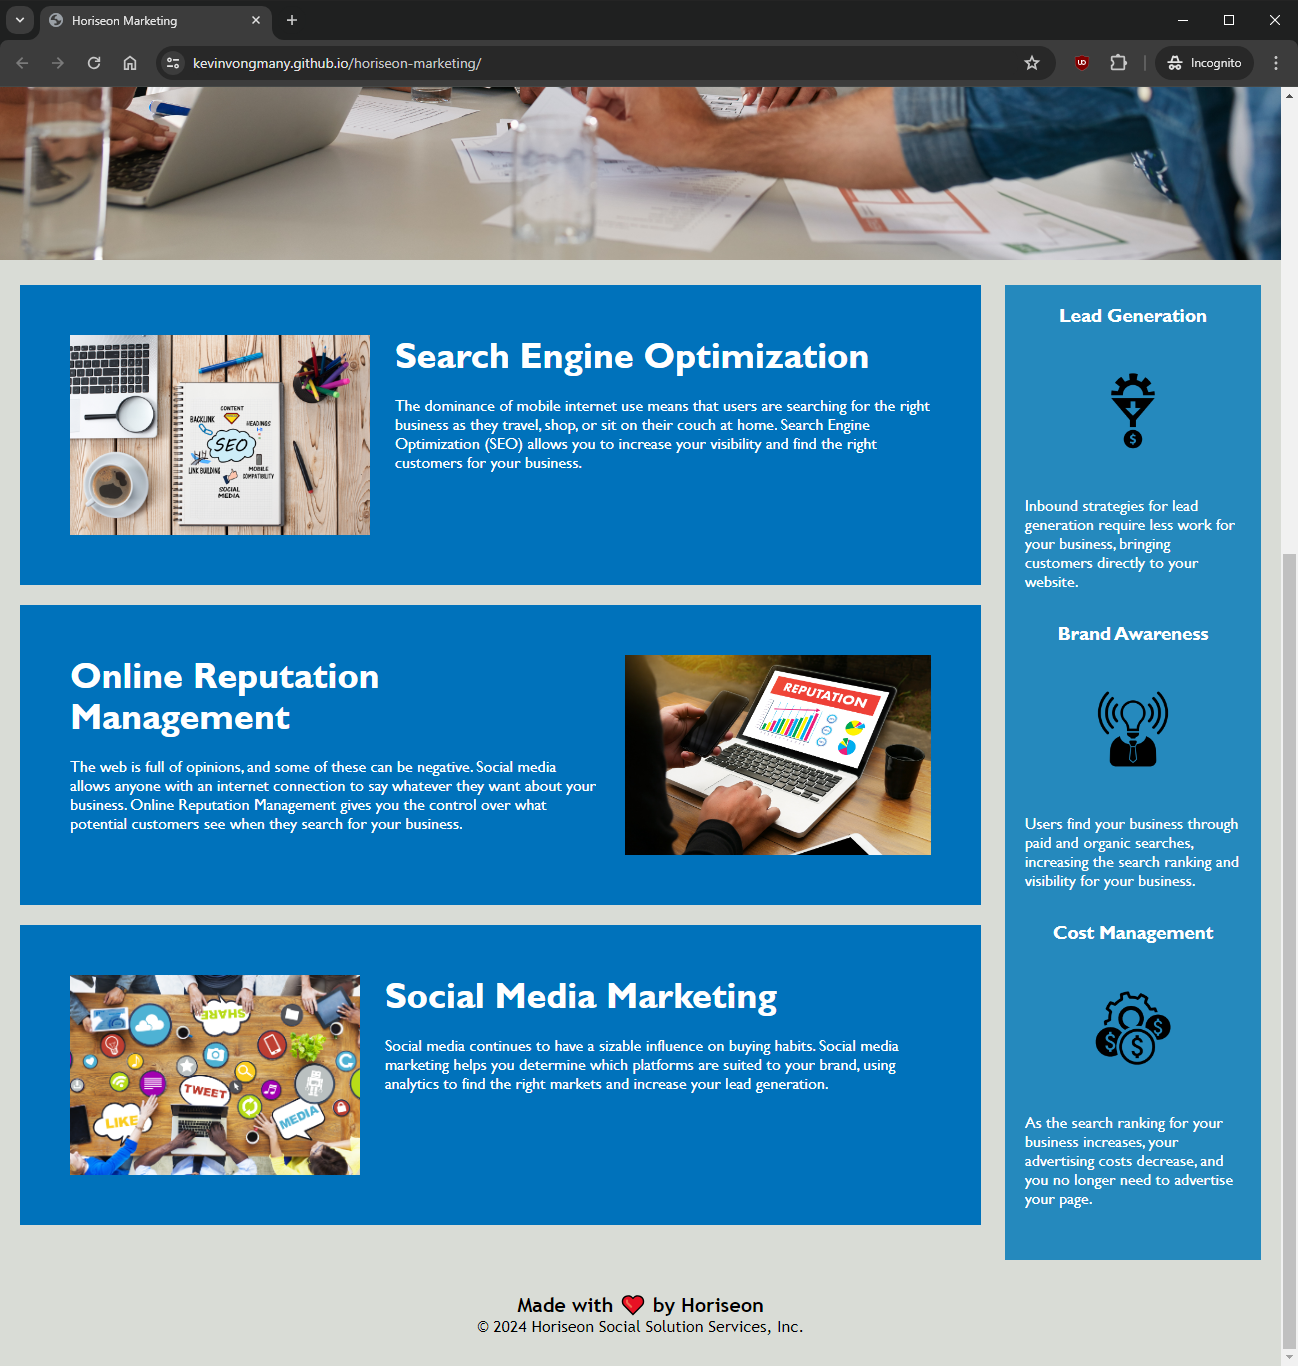 Horiseon Marketing
kevinvongmany.github.io/horiseon-marketing/
Incognito
Search Engine Optimization
The dominance of mobile internet use means that users are searching for the right
business as they travel, shop, or sit on their couch at home. Search Engine
Optimization (SEO) allows you to increase your visibility and find the right
customers for your business.
CONTENT
BACKLINK
HEADINGS
SEO
LINK BUILDING
MOBILE
COMPATIBILITY
SOCIAL
MEDIA
Online Reputation
Management
The web is full of opinions, and some of these can be negative. Social media
allows anyone with an internet connection to say whatever they want about your
business. Online Reputation Management gives you the control over what
potential customers see when they search for your business.
REPUTATION
Social Media Marketing
Social media continues to have a sizable influence on buying habits. Social media
marketing helps you determine which platforms are suited to your brand, using
analytics to find the right markets and increase your lead generation.
SHARE
TWEET
LIKE
MEDIA
Lead Generation
Inbound strategies for lead
generation require less work for
your business, bringing
customers directly to your
website.
Brand Awareness
Users find your business through
paid and organic searches,
increasing the search ranking and
visibility for your business.
Cost Management
As the search ranking for your
business increases, your
advertising costs decrease, and
you no longer need to advertise
your page.
Made with ❤️ by Horiseon
© 2024 Horiseon Social Solution Services, Inc.